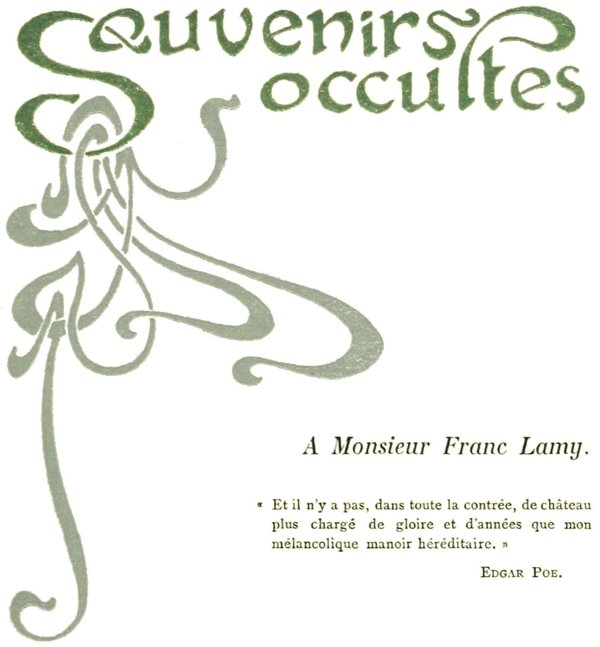 Souvenirs
occultes
A Monsieur Franc Lamy.
« Et il n'y a pas, dans toute la contrée, de château
plus chargé de gloire et d'années que mon
mélancolique manoir héréditaire. »
Edgar Poe.